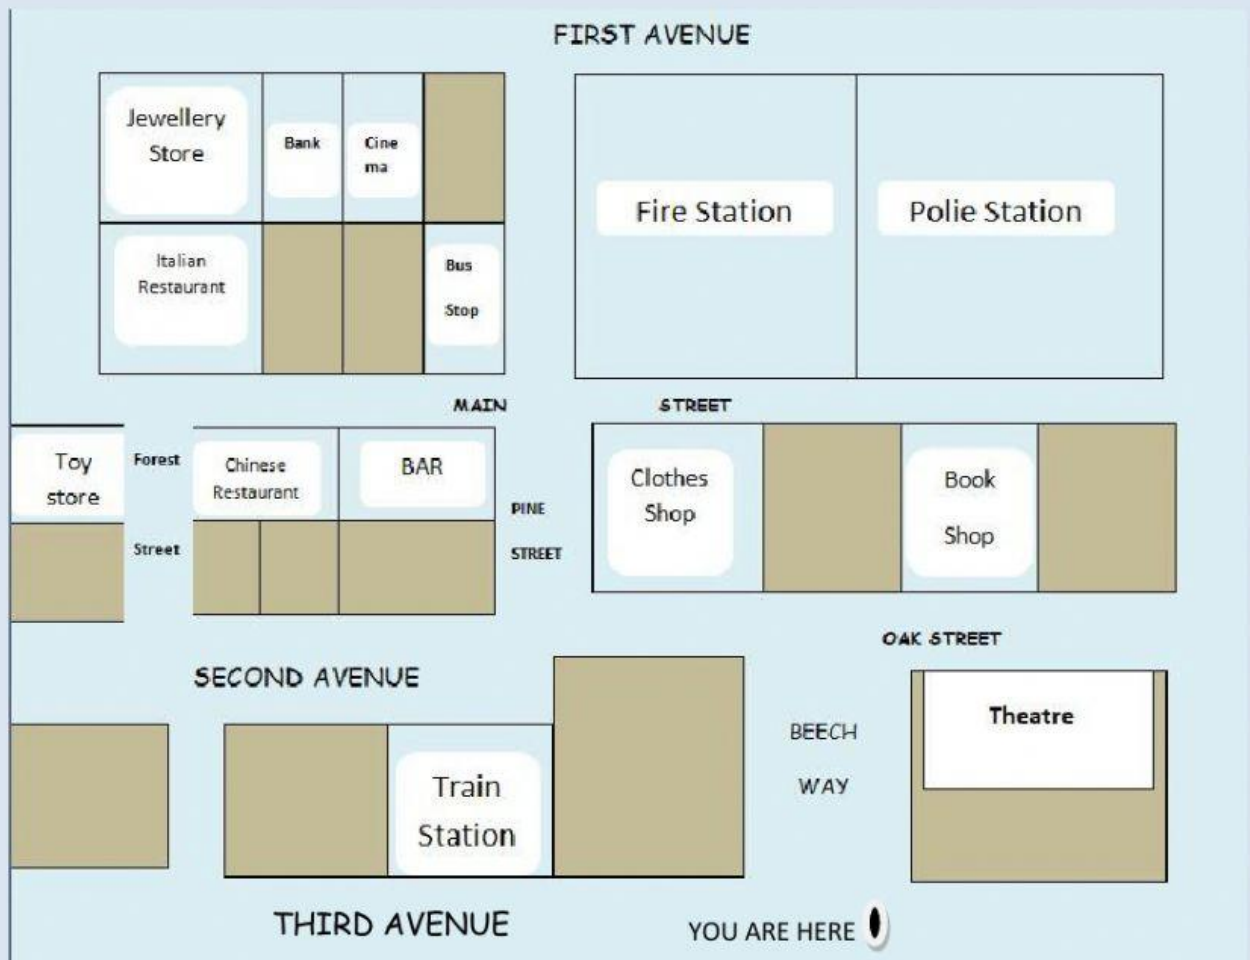 FIRST AVENUE
Jewellery
Store
Bank
Cine
ma
Fire Station
Polie Station
Italian
Restaurant
Bus
Stop
MAIN STREET
Toy
store
Forest
Street
Chinese
Restaurant
BAR
PINE
STREET
Clothes
Shop
Book
Shop
OAK STREET
SECOND AVENUE
BEECH
WAY
Theatre
Train
Station
THIRD AVENUE
YOU ARE HERE